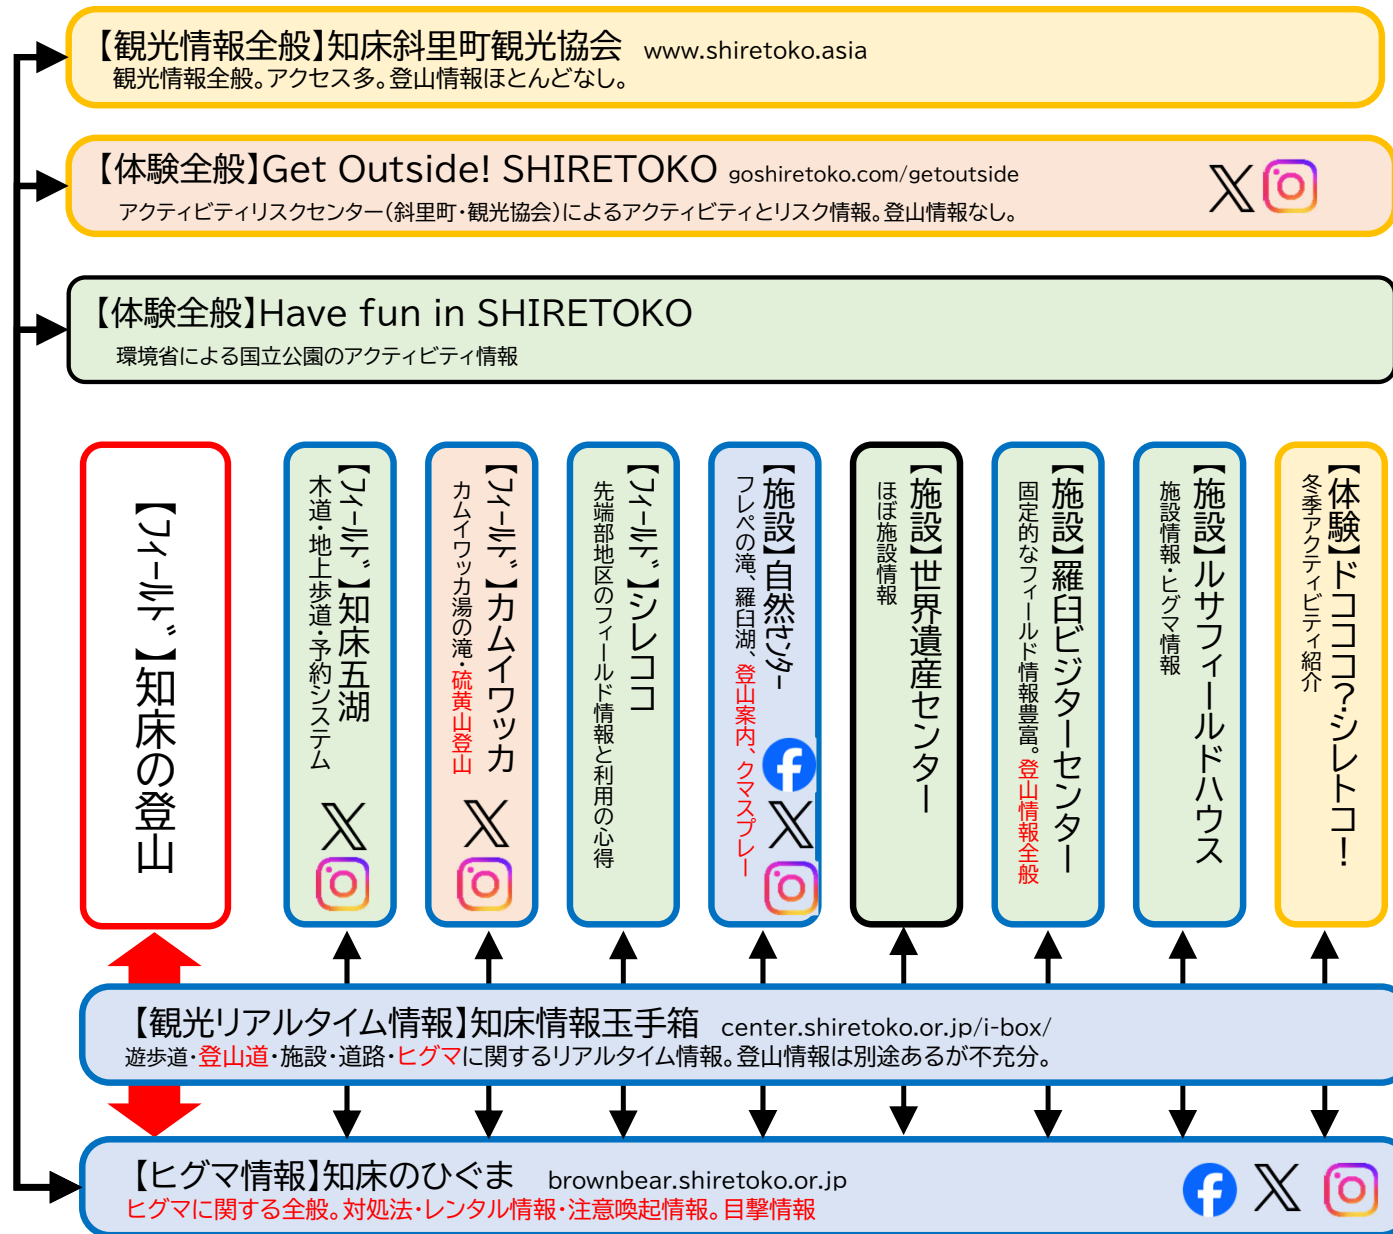 【観光情報全般】知床斜里町観光協会 www.shiretoko.asia
観光情報全般。アクセス多。登山情報ほとんどなし。
【体験全般】Get Outside! SHIRETOKO goshiretoko.com/getoutside
アクティビティリスクセンター(斜里町・観光協会)によるアクティビティとリスク情報。登山情報なし。
【体験全般】Have fun in SHIRETOKO
環境省による国立公園のアクティビティ情報
【フィールド】知床の登山
【フィールド】知床五湖
木道・地上歩道・予約システム
【フィールド】カムイワッカ
カムイワッカ湯の滝・硫黄山登山
【フィールド】シレココ
先端部地区のフィールド情報と利用の心得
【施設】自然センター
フレペの滝、羅臼湖、登山案内、クマスプレー
【施設】世界遺産センター
ほぼ施設情報
【施設】羅臼ビジターセンター
固定的なフィールド情報豊富。登山情報全般
【施設】ルサフィールドハウス
施設情報・ヒグマ情報
【体験】ドコココ?シレトコ!
冬季アクティビティ紹介
【観光リアルタイム情報】知床情報玉手箱 center.shiretoko.or.jp/i-box/
遊歩道・登山道・施設・道路・ヒグマに関するリアルタイム情報。登山情報は別途あるが不充分。
【ヒグマ情報】知床のひぐま brownbear.shiretoko.or.jp
ヒグマに関する全般。対処法・レンタル情報・注意喚起情報。目撃情報